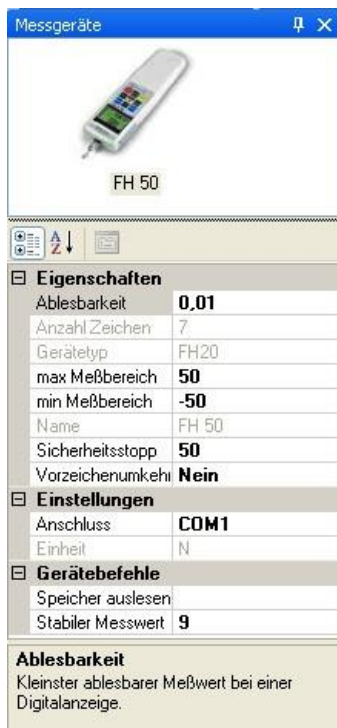 Messgeräte
FH 50
Eigenschaften
Ablesbarkeit 0,01
Anzahl Zeichen 7
Gerätetyp FH20
max Meßbereich 50
min Meßbereich -50
Name FH 50
Sicherheitsstopp 50
Vorzeichenumkehr Nein
Einstellungen
Anschluss COM1
Einheit N
Gerätebefehle
Speicher auslesen
Stabiler Messwert 9
Ablesbarkeit
Kleinster ablesbarer Meßwert bei einer
Digitalanzeige.